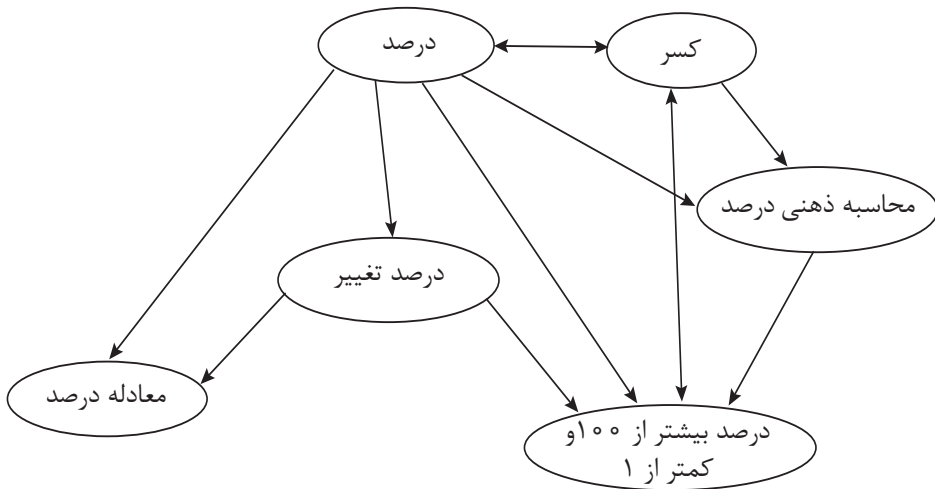 درصد
کسر
محاسبه ذهنی درصد
درصد تغییر
معادله درصد
درصد بیشتر از ۱۰۰و
کمتر از ۱